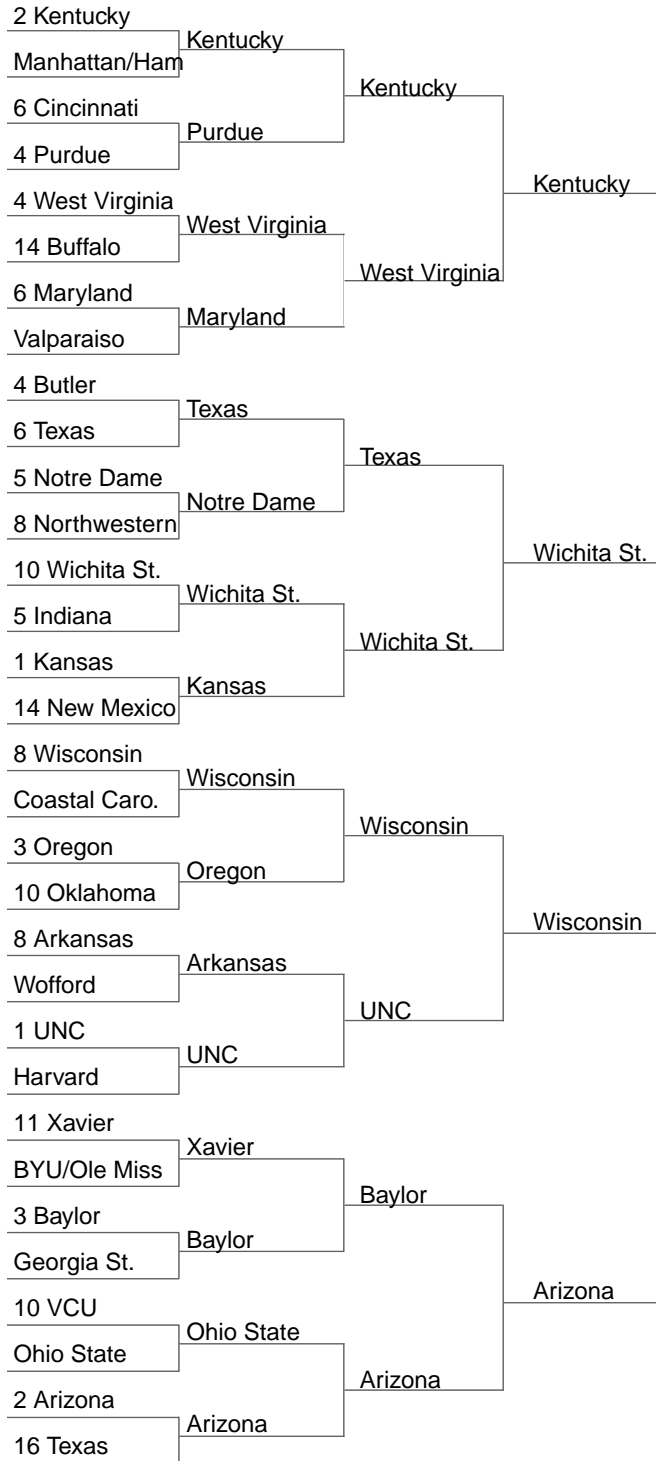 2 Kentucky
Kentucky
Manhattan/Ham
Kentucky
6 Cincinnati
Purdue
4 Purdue
Kentucky
4 West Virginia
West Virginia
14 Buffalo
West Virginia
6 Maryland
Maryland
Valparaiso
4 Butler
Texas
6 Texas
Texas
5 Notre Dame
Notre Dame
8 Northwestern
Wichita St.
10 Wichita St.
Wichita St.
5 Indiana
Wichita St.
1 Kansas
Kansas
14 New Mexico
8 Wisconsin
Wisconsin
Coastal Caro.
Wisconsin
3 Oregon
Oregon
10 Oklahoma
Wisconsin
8 Arkansas
Arkansas
Wofford
UNC
1 UNC
UNC
Harvard
11 Xavier
Xavier
BYU/Ole Miss
Baylor
3 Baylor
Baylor
Georgia St.
Arizona
10 VCU
Ohio State
Ohio State
Arizona
2 Arizona
Arizona
16 Texas